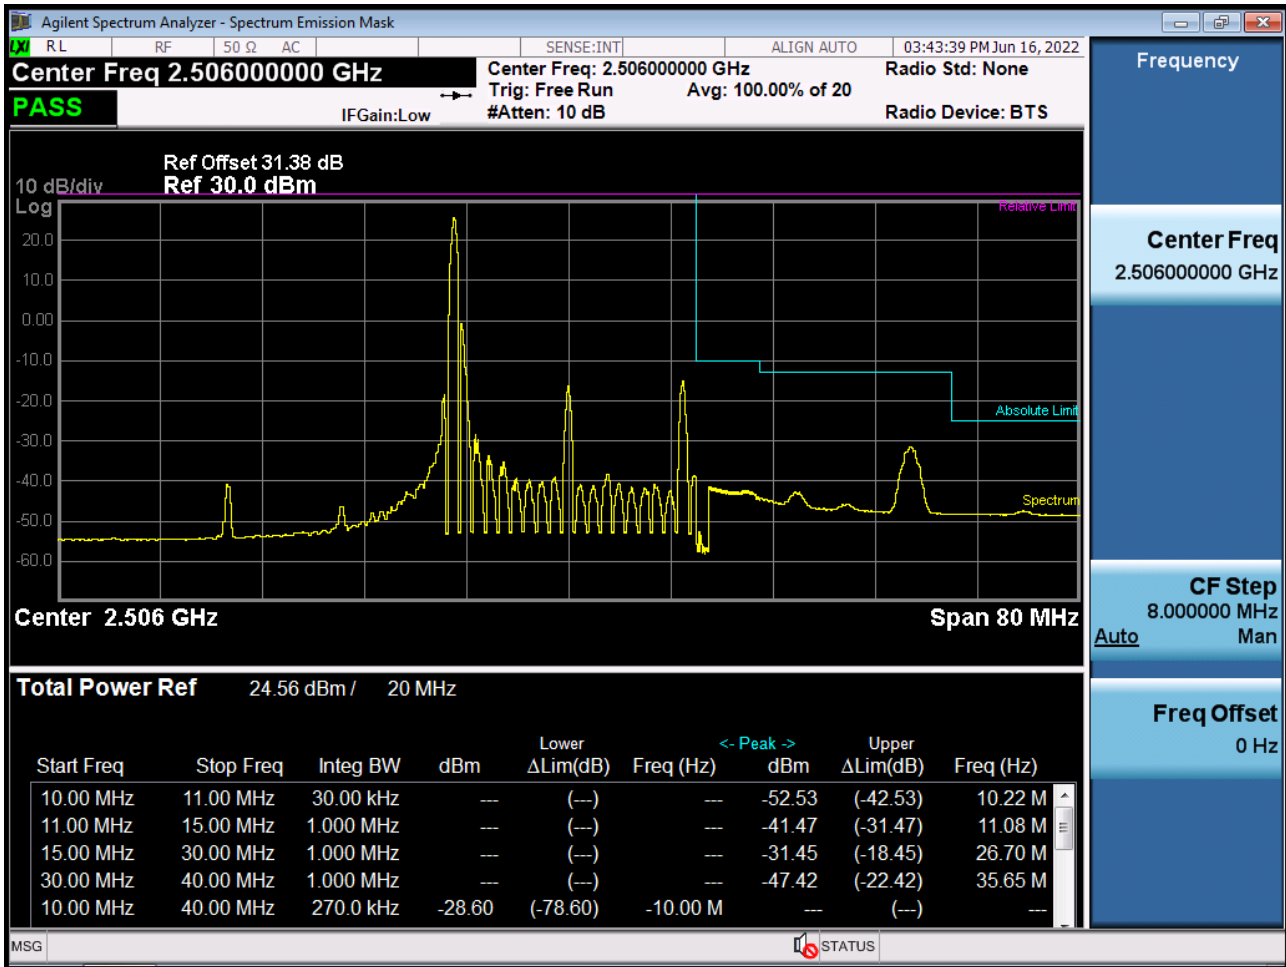 Agilent Spectrum Analyzer - Spectrum Emission Mask
LXI RL RF 50 Ω AC SENSE:INT ALIGN AUTO 03:43:39 PM Jun 16, 2022
Center Freq 2.506000000 GHz Center Freq: 2.506000000 GHz Radio Std: None
Trig: Free Run Avg: 100.00% of 20
PASS IFGain:Low #Atten: 10 dB Radio Device: BTS
Ref Offset 31.38 dB
10 dB/div Ref 30.0 dBm
Log
Relative Limit
20.0
10.0
0.00
-10.0
-20.0
Absolute Limit
-30.0
-40.0
Spectrum
-50.0
-60.0
Center 2.506 GHz Span 80 MHz
Total Power Ref 24.56 dBm / 20 MHz
Lower <- Peak -> Upper
Start Freq Stop Freq Integ BW dBm ΔLim(dB) Freq (Hz) dBm ΔLim(dB) Freq (Hz)
10.00 MHz 11.00 MHz 30.00 kHz --- (---) --- -52.53 (-42.53) 10.22 M
11.00 MHz 15.00 MHz 1.000 MHz --- (---) --- -41.47 (-31.47) 11.08 M
15.00 MHz 30.00 MHz 1.000 MHz --- (---) --- -31.45 (-18.45) 26.70 M
30.00 MHz 40.00 MHz 1.000 MHz --- (---) --- -47.42 (-22.42) 35.65 M
10.00 MHz 40.00 MHz 270.0 kHz -28.60 (-78.60) -10.00 M --- (---) ---
MSG STATUS
Frequency
Center Freq
2.506000000 GHz
CF Step
8.000000 MHz
Auto Man
Freq Offset
0 Hz